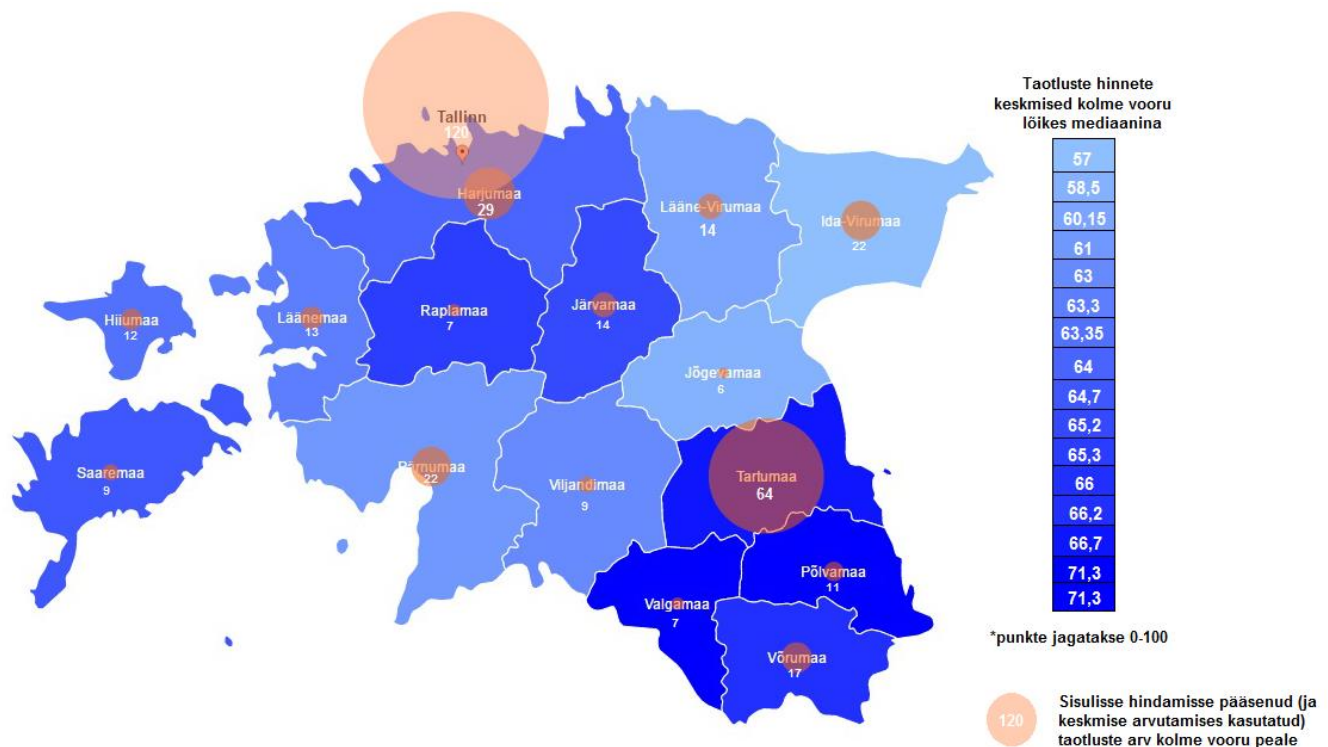 Tallinn
120
Harjumaa
29
Lääne-Virumaa
14
Ida-Virumaa
22
Hiiumaa
12
Läänemaa
13
Raplamaa
7
Järvamaa
14
Jõgevamaa
6
Saaremaa
9
Pärnumaa
22
Viljandimaa
9
Tartumaa
64
Põlvamaa
11
Valgamaa
7
Võrumaa
17
Taotluste hinnete
keskmised kolme vooru
lõikes mediaanina
57
58,5
60,15
61
63
63,3
63,35
64
64,7
65,2
65,3
66
66,2
66,7
71,3
71,3
*punkte jagatakse 0-100
120
Sisulisse hindamisse pääsenud (ja
keskmise arvutamises kasutatud)
taotluste arv kolme vooru peale